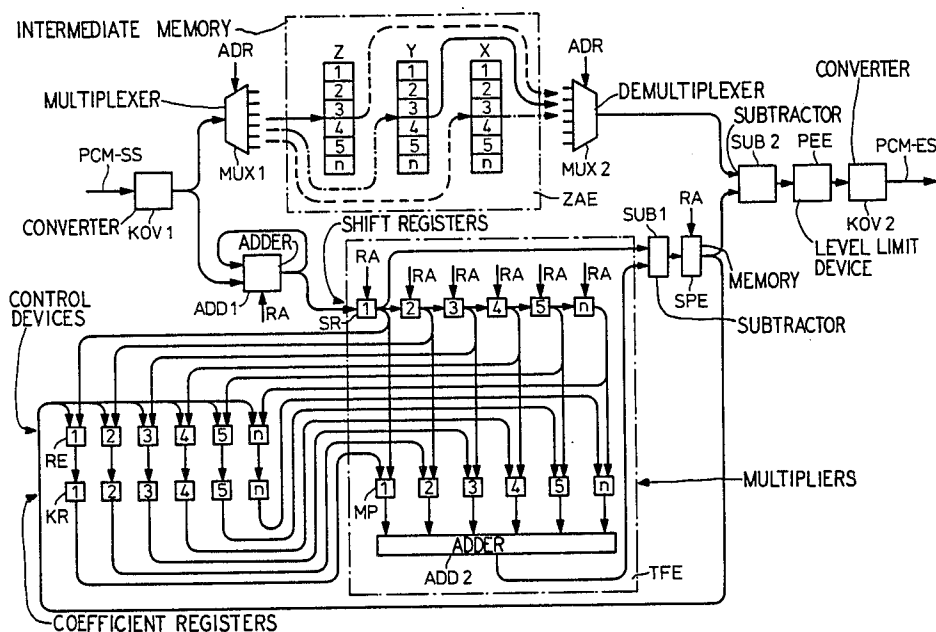 INTERMEDIATE MEMORY
ADR
Z
Y
X
ADR
CONVERTER
MULTIPLEXER
1
2
3
4
5
n
1
2
3
4
5
n
1
2
3
4
5
n
DEMULTIPLEXER
SUBTRACTOR
SUB 2
PEE
PCM-ES
PCM-SS
MUX 1
MUX 2
CONVERTER
KOV 1
ZAE
SUB 1
RA
KOV 2
LEVEL LIMIT
DEVICE
SHIFT REGISTERS
ADDER
MEMORY
SPE
SUBTRACTOR
ADD 1
RA
RA
RA
RA
RA
RA
RA
CONTROL
DEVICES
SR
1
2
3
4
5
n
RE
1
2
3
4
5
n
KR
1
2
3
4
5
n
MP
1
2
3
4
5
n
MULTIPLIERS
ADDER
ADD 2
TFE
COEFFICIENT REGISTERS